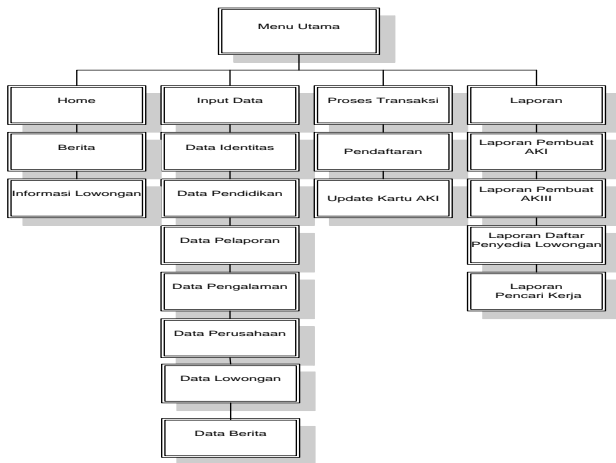 Menu Utama
Home
Input Data
Proses Transaksi
Laporan
Berita
Data Identitas
Pendaftaran
Laporan Pembuat
AKI
Informasi Lowongan
Data Pendidikan
Update Kartu AKI
Laporan Pembuat
AKIII
Data Pelaporan
Laporan Daftar
Penyedia Lowongan
Data Pengalaman
Laporan
Pencari Kerja
Data Perusahaan
Data Lowongan
Data Berita